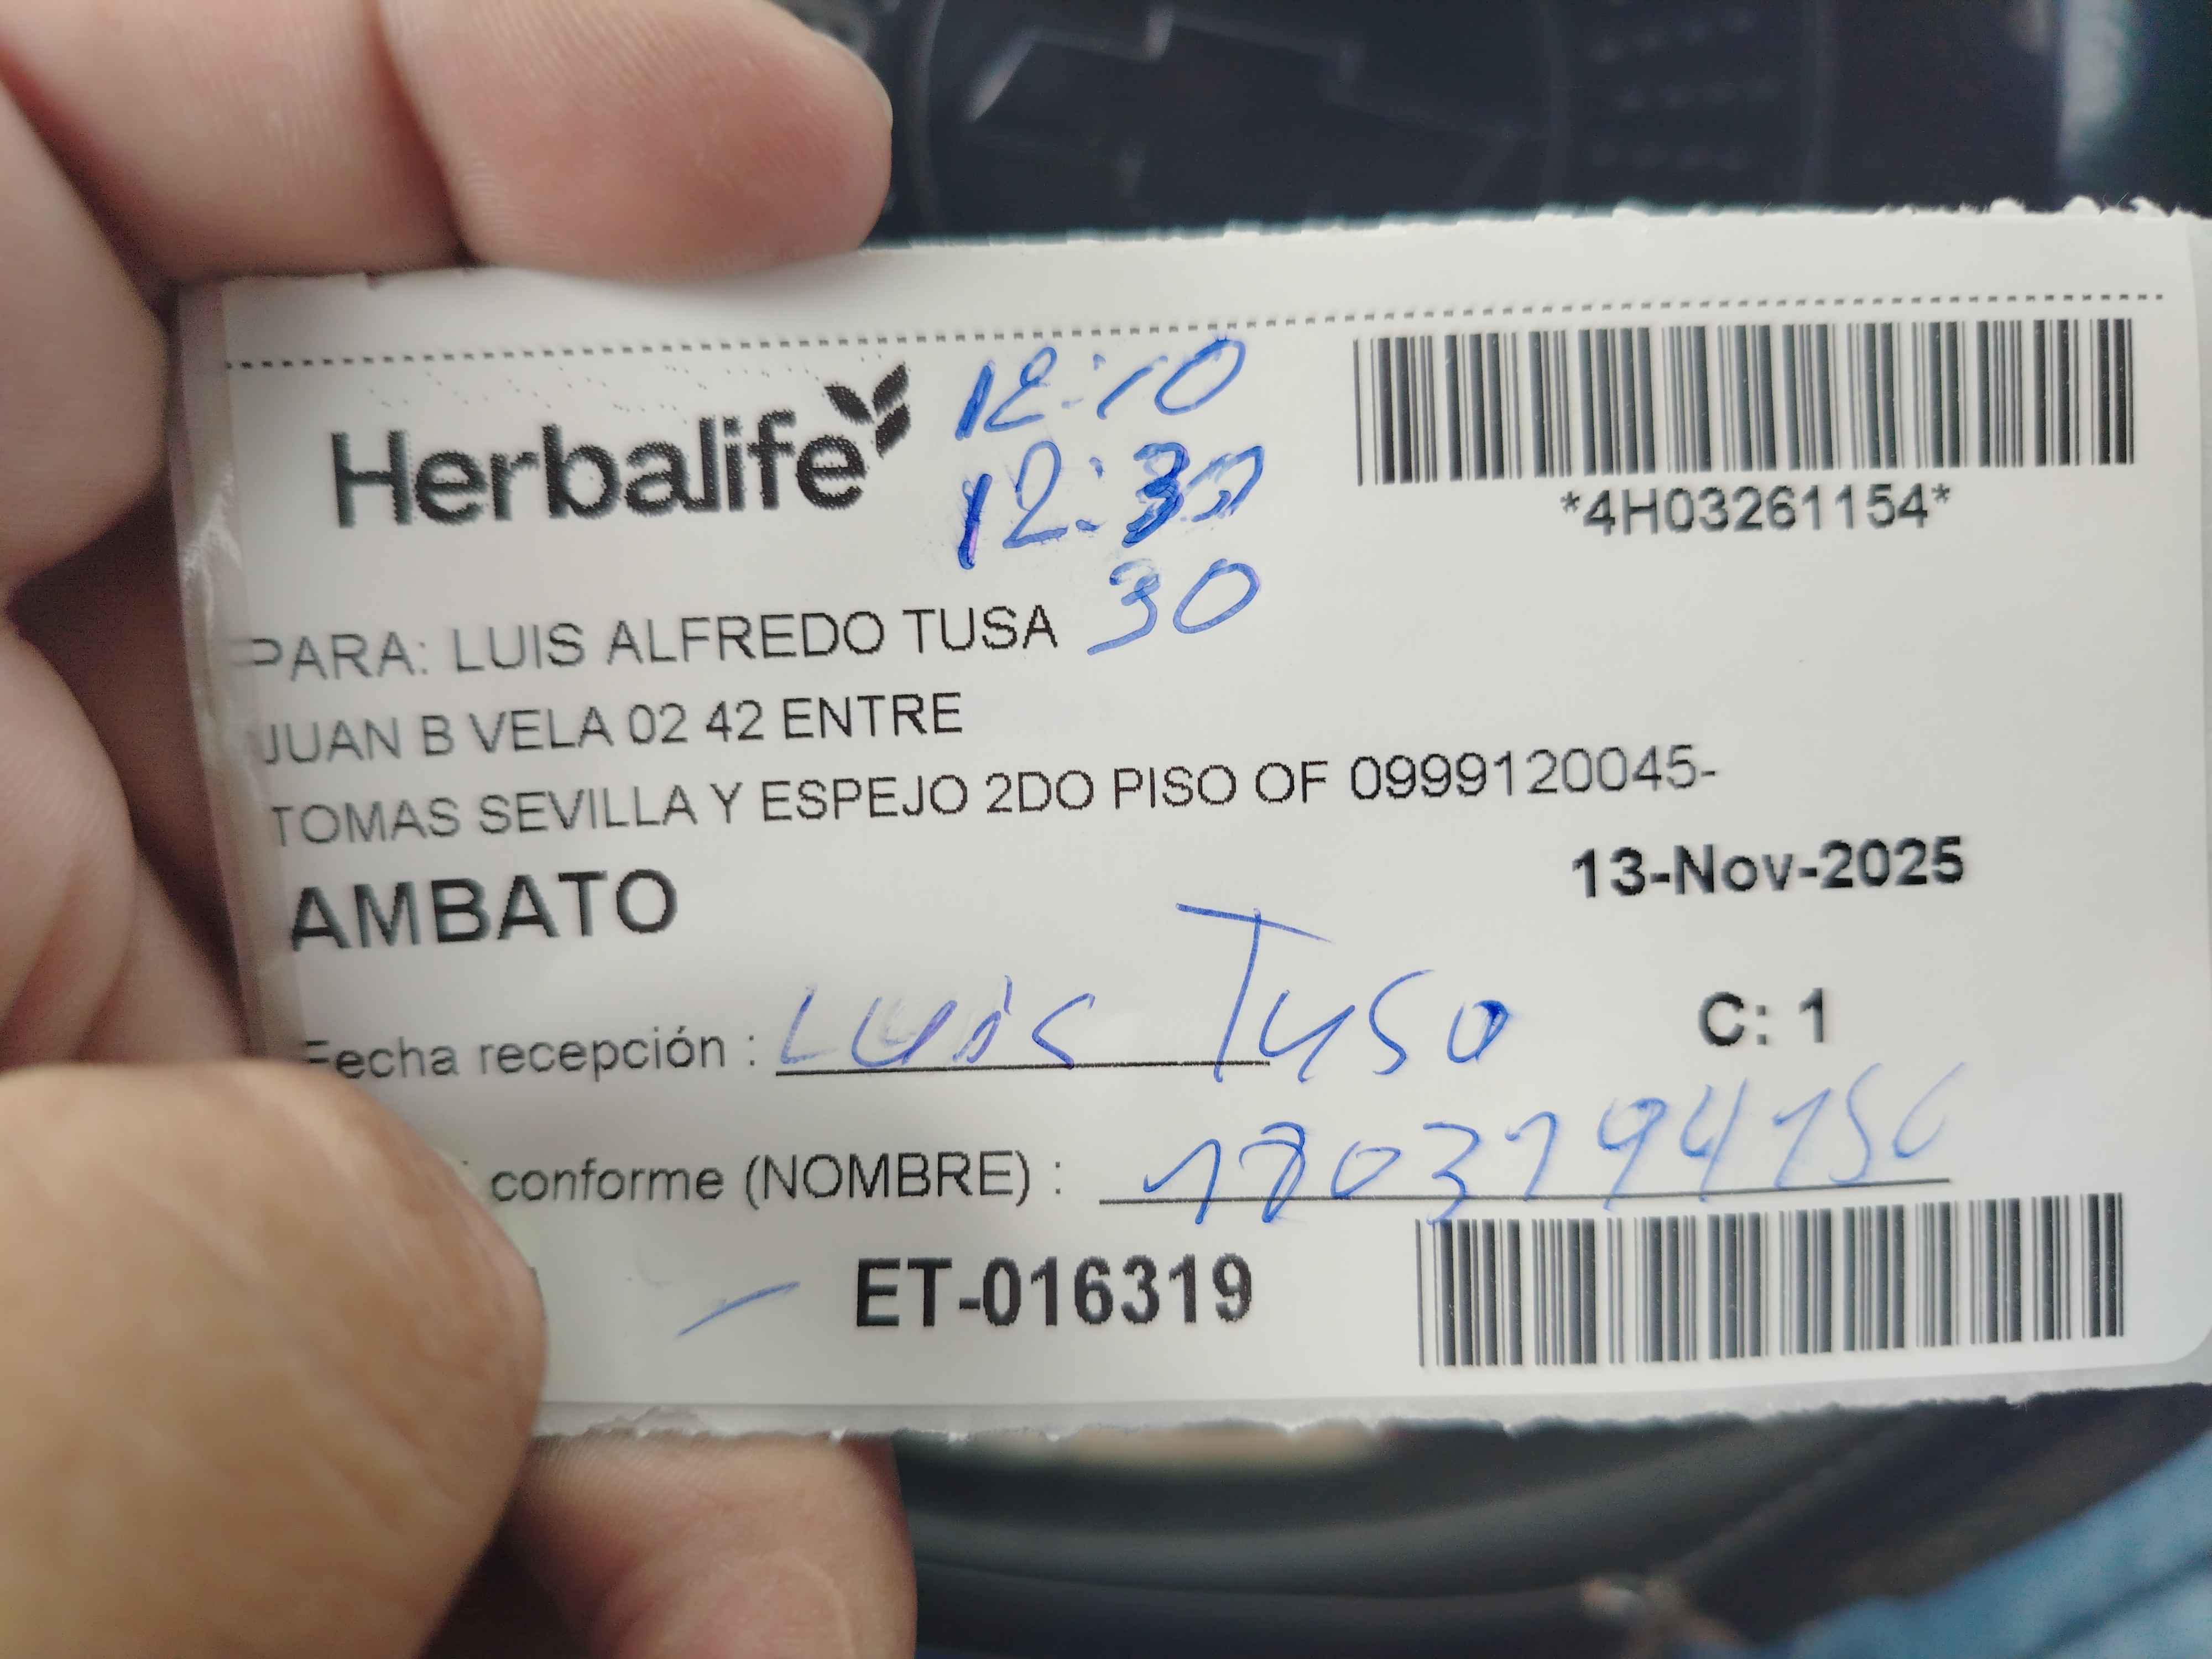 Herbalife
12:10
12:30
30
*4H03261154*
PARA: LUIS ALFREDO TUSA
JUAN B VELA 02 42 ENTRE
TOMAS SEVILLA Y ESPEJO 2DO PISO OF 0999120045-
AMBATO
13-Nov-2025
Fecha recepción : Luis Tusa
C: 1
conforme (NOMBRE) :
ET-016319